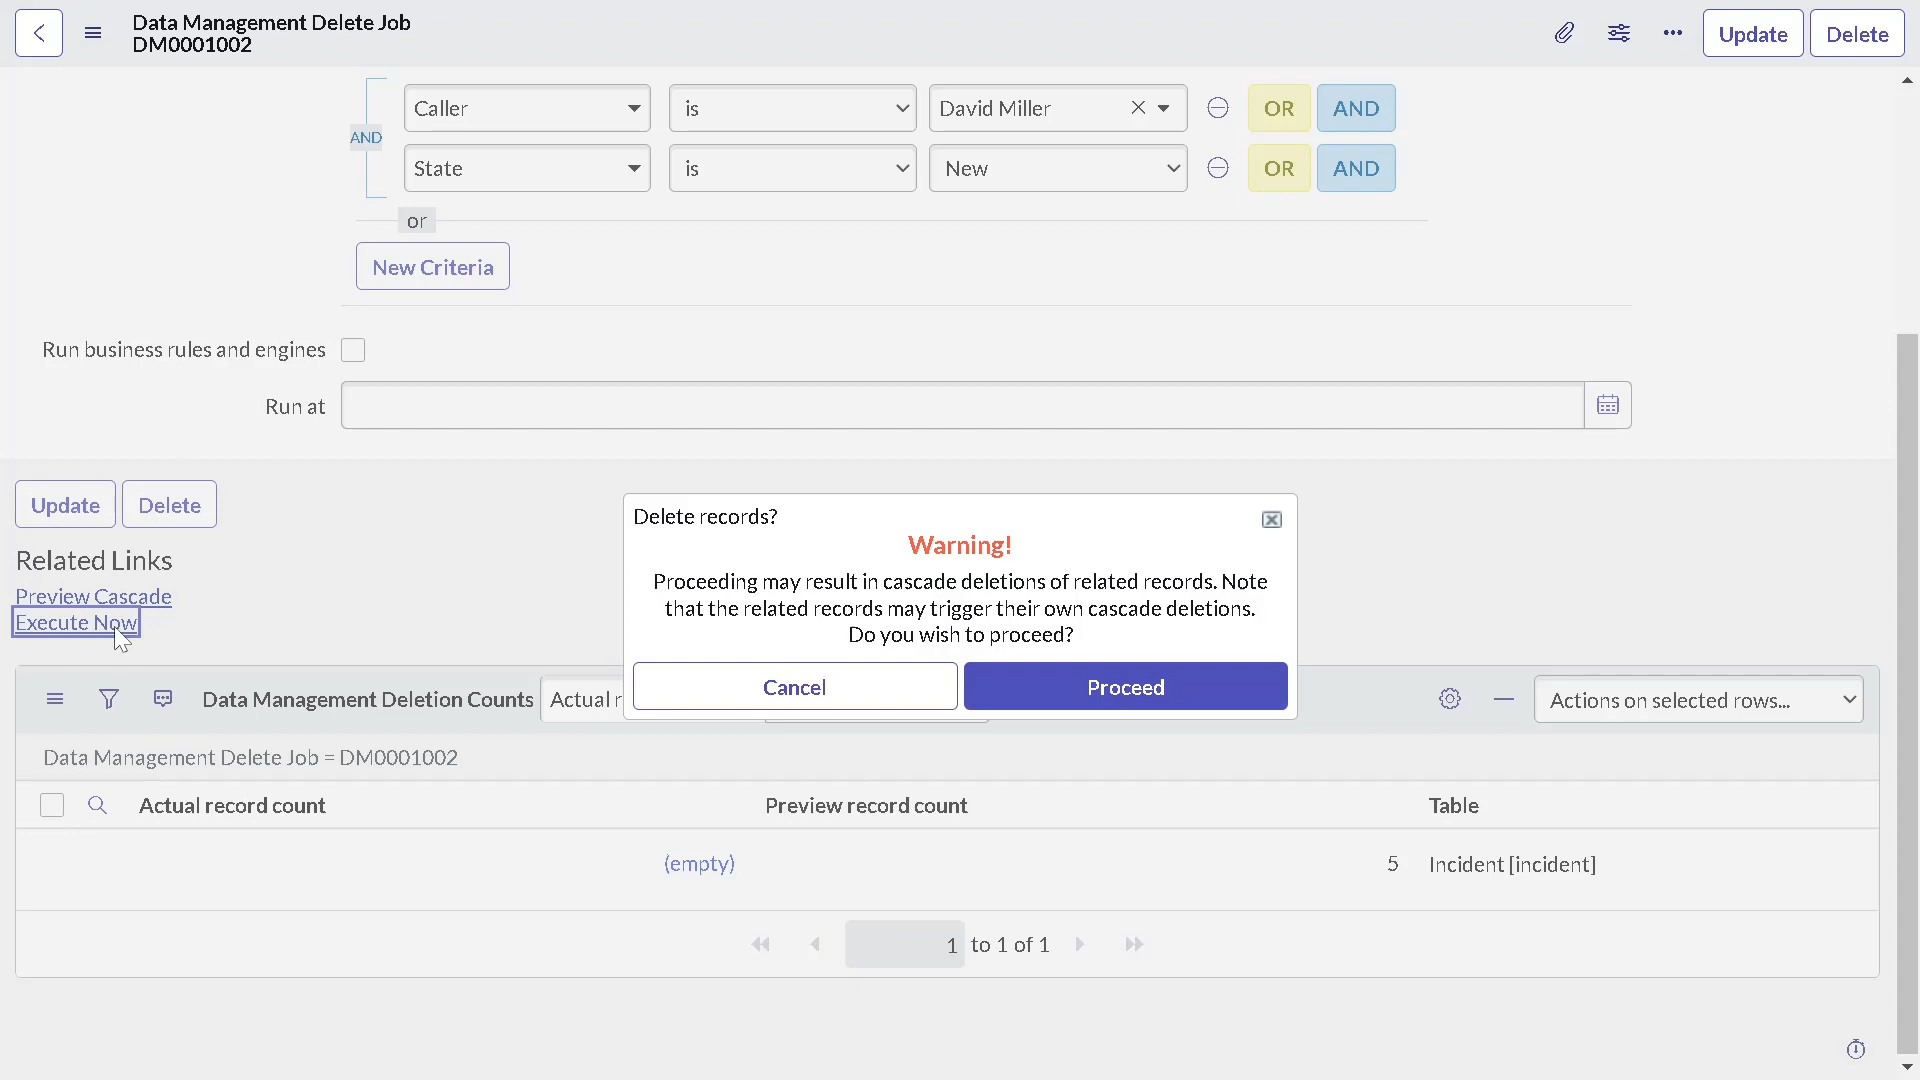 Data Management Delete Job
DM0001002
Update
Delete
Caller
is
David Miller
OR
AND
AND
State
is
New
OR
AND
or
New Criteria
Run business rules and engines
Run at
Update
Delete
Related Links
Preview Cascade
Execute Now
Delete records?
Warning!
Proceeding may result in cascade deletions of related records. Note
that the related records may trigger their own cascade deletions.
Do you wish to proceed?
Cancel
Proceed
Data Management Deletion Counts
Actual r
Actions on selected rows...
Data Management Delete Job = DM0001002
Actual record count
Preview record count
Table
(empty)
5
Incident [incident]
1 to 1 of 1